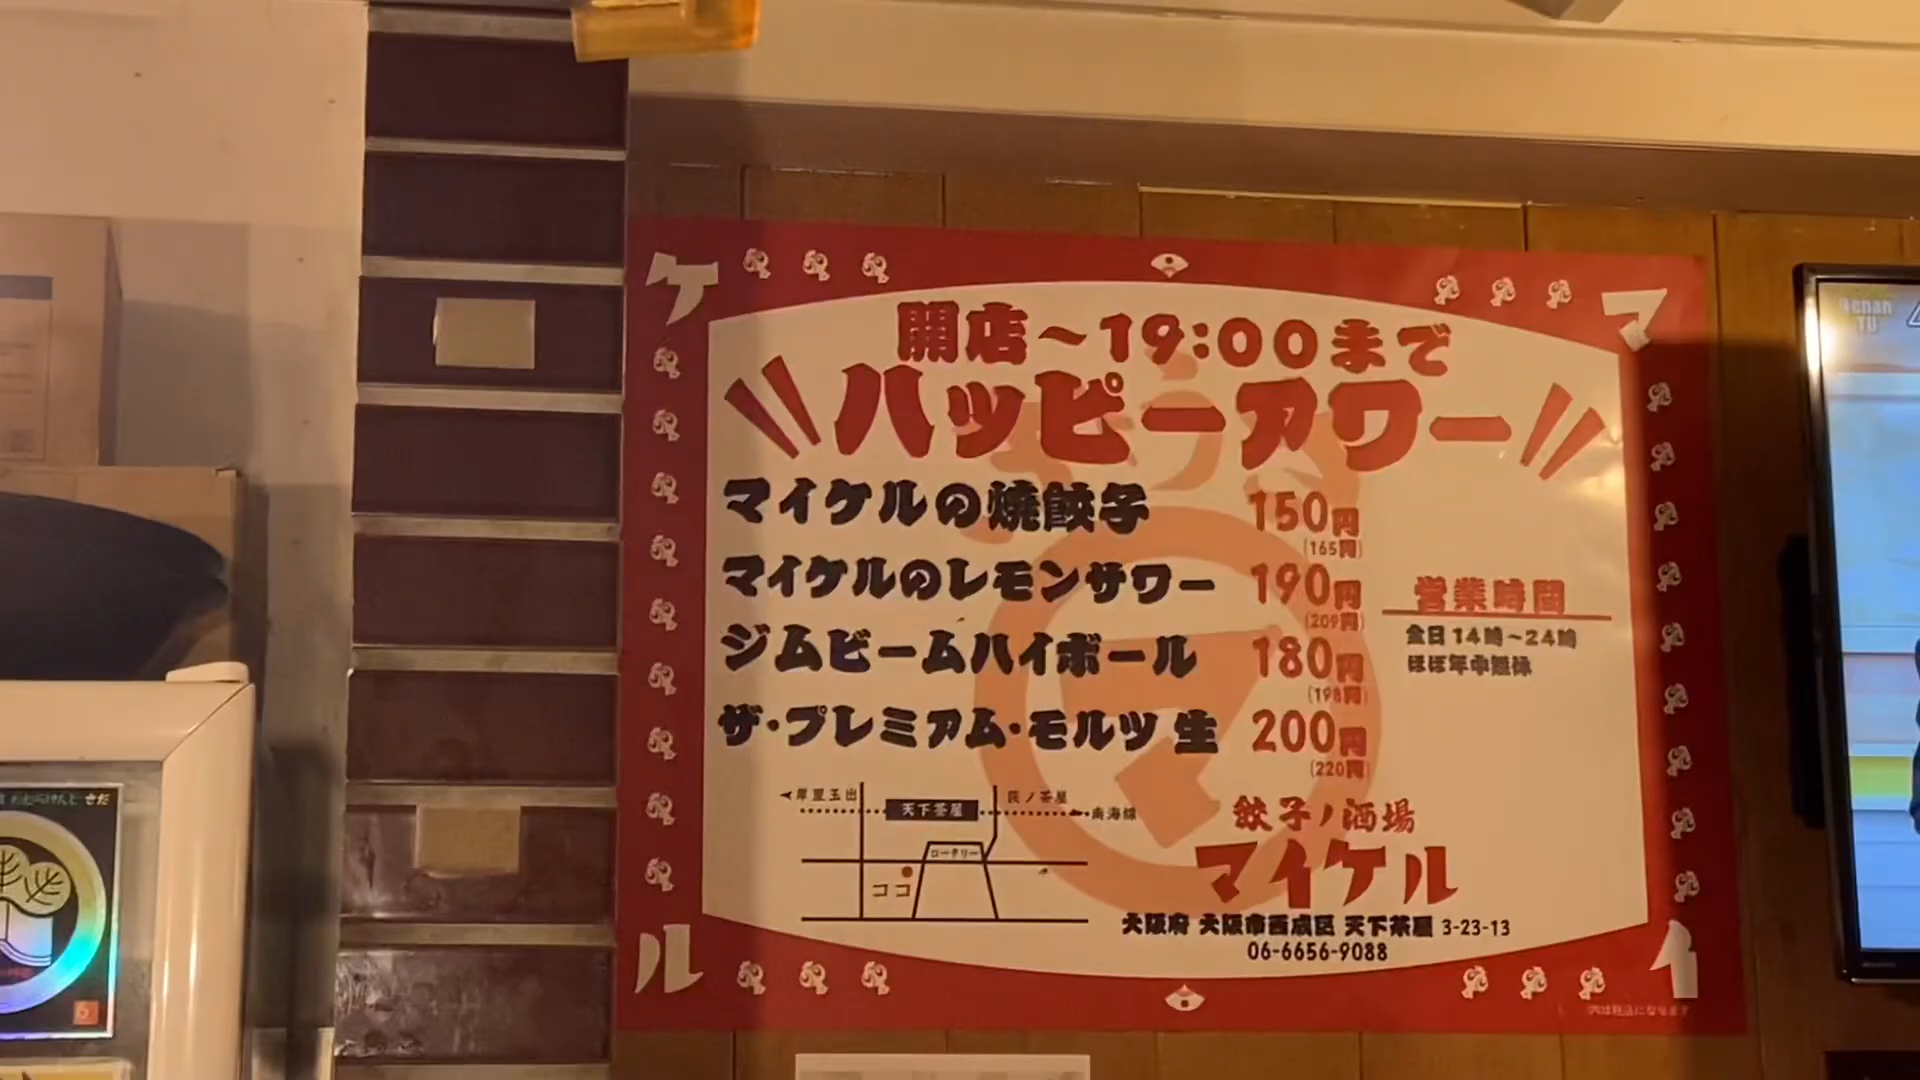 ケ
マ
開店～19:00まで
ハッピーアワー
マイケルの焼餃子 150円
(165円)
マイケルのレモンサワー 190円
(209円)
ジムビームハイボール 180円
(198円)
ザ・プレミアム・モルツ 生 200円
(220円)
営業時間
全日 14時～24時
ほぼ年中無休
岸里玉出
天下茶屋
萩ノ茶屋
南海線
ロータリー
ココ
餃子ノ酒場
マイケル
大阪府 大阪市西成区 天下茶屋 3-23-13
06-6656-9088
ル
イ